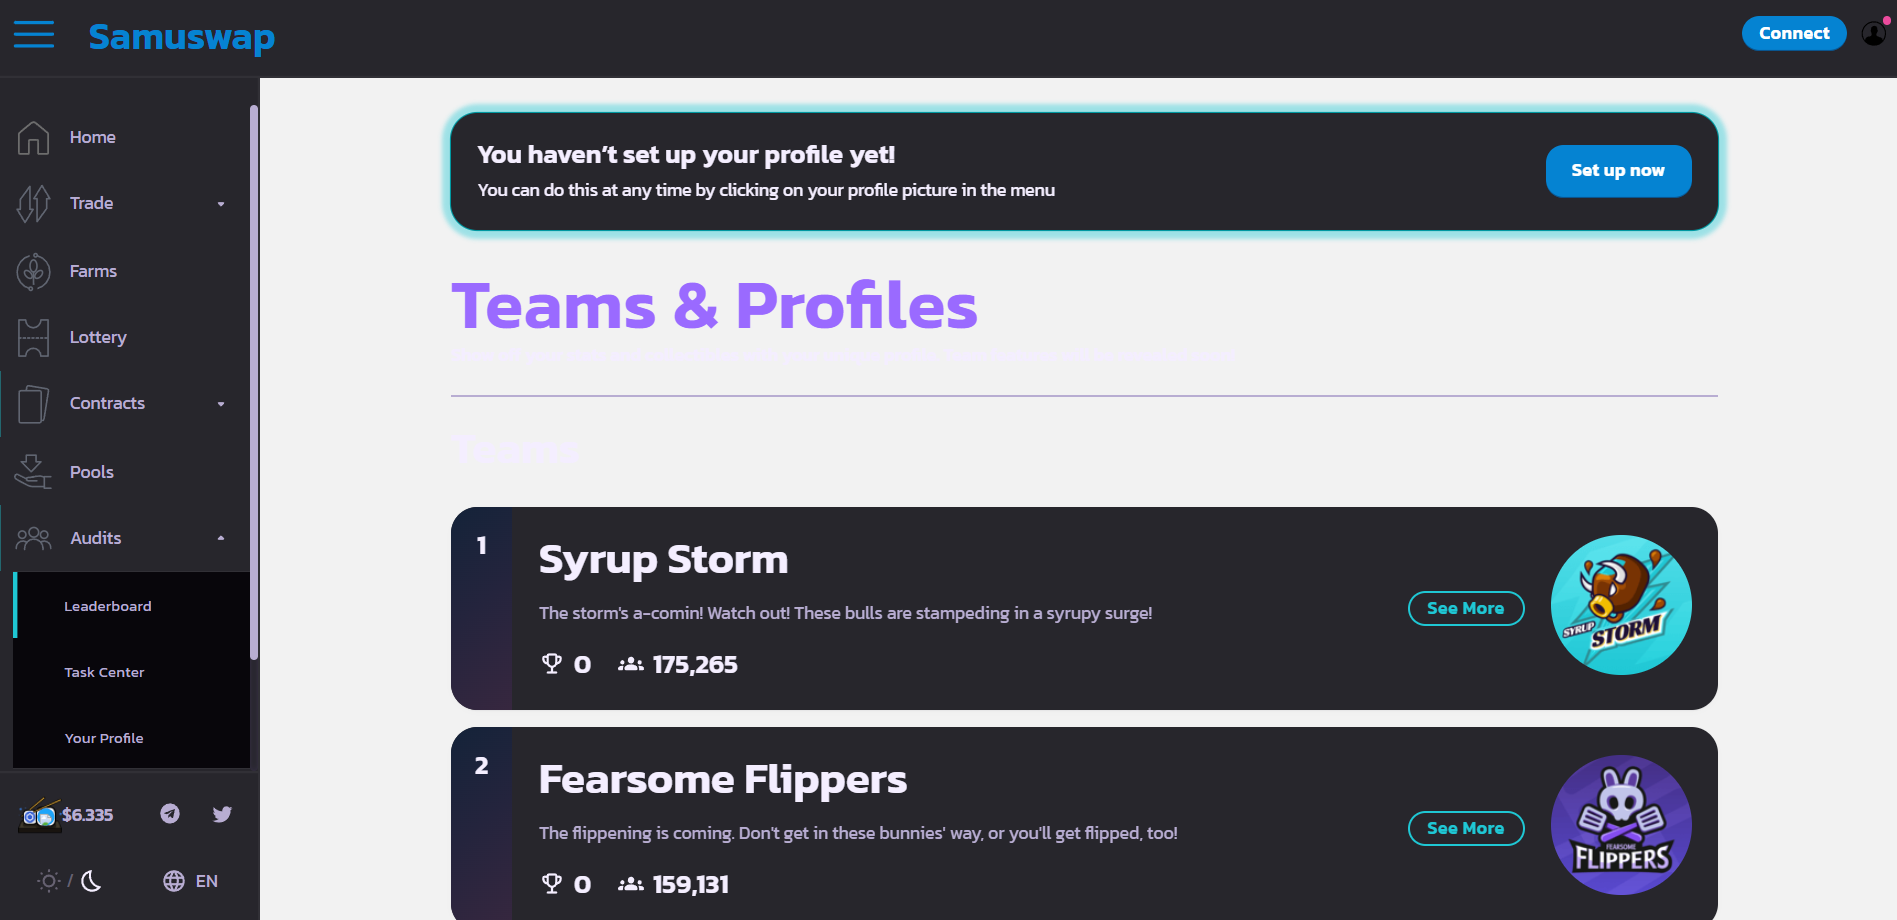 Samuswap
Connect
Home
Trade
Farms
Lottery
Contracts
Pools
Audits
Leaderboard
Task Center
Your Profile
$6.335
/
EN
You haven’t set up your profile yet!
You can do this at any time by clicking on your profile picture in the menu
Set up now
Teams & Profiles
Teams
1
Syrup Storm
The storm's a-comin! Watch out! These bulls are stampeding in a syrupy surge!
0 175,265
See More
SYRUP STORM
2
Fearsome Flippers
The flippening is coming. Don't get in these bunnies' way, or you'll get flipped, too!
0 159,131
See More
FEARSOME
FLIPPERS